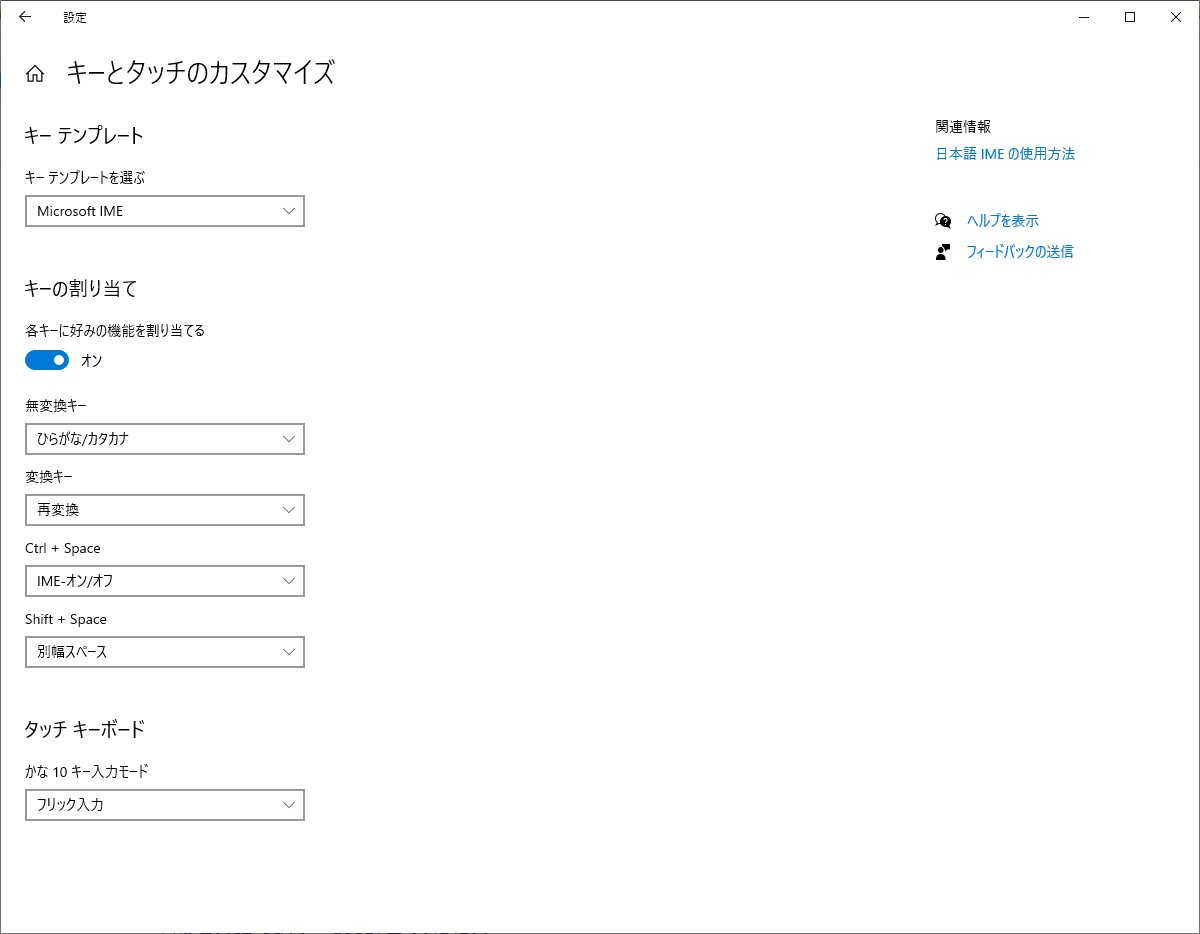 設定
キーとタッチのカスタマイズ
キー テンプレート
キー テンプレートを選ぶ
Microsoft IME
キーの割り当て
各キーに好みの機能を割り当てる
オン
無変換キー
ひらがな/カタカナ
変換キー
再変換
Ctrl + Space
IME-オン/オフ
Shift + Space
別幅スペース
タッチ キーボード
かな 10 キー入力モード
フリック入力
関連情報
日本語 IME の使用方法
ヘルプを表示
フィードバックの送信